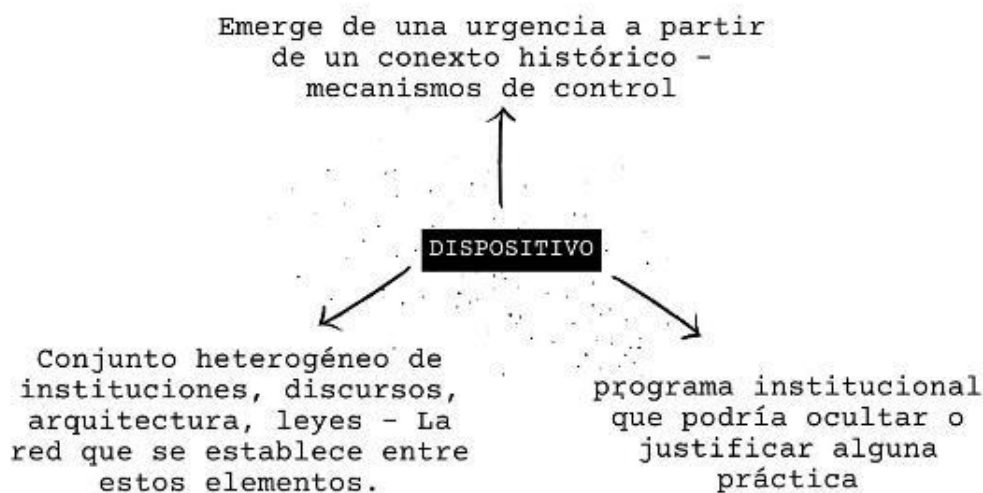 Emerge de una urgencia a partir
de un conexto histórico -
mecanismos de control
DISPOSITIVO
Conjunto heterogéneo de
instituciones, discursos,
arquitectura, leyes - La
red que se establece entre
estos elementos.
programa institucional
que podría ocultar o
justificar alguna
práctica